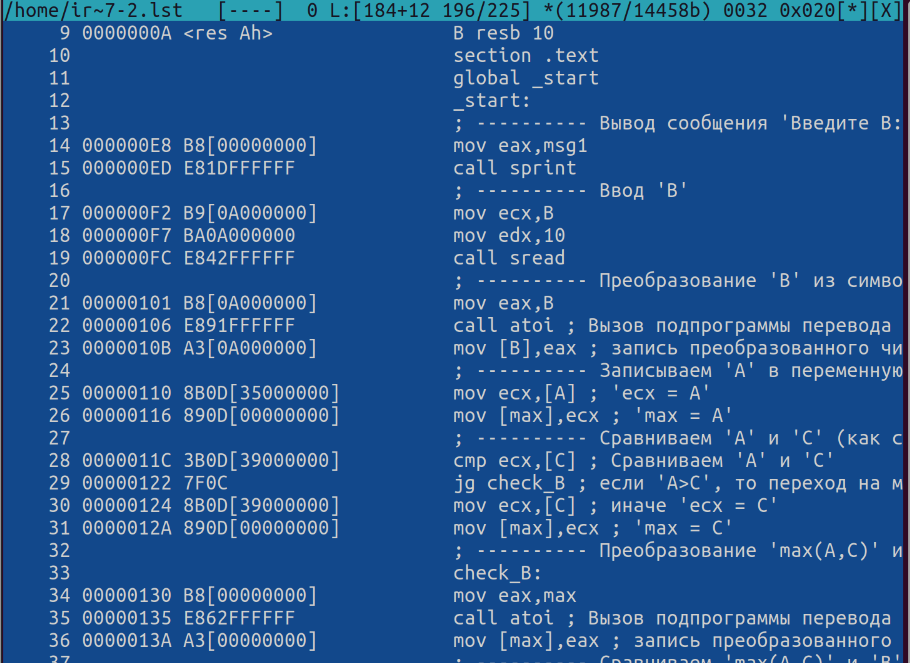 /home/ir~7-2.lst   [----]  0 L:[184+12 196/225] *(11987/14458b) 0032 0x020[*][X]
9 0000000A <res Ah>               B resb 10
10                                section .text
11                                global _start
12                                _start:
13                                ; ---------- Вывод сообщения 'Введите B:
14 000000E8 B8[00000000]          mov eax,msg1
15 000000ED E81DFFFFFF            call sprint
16                                ; ---------- Ввод 'B'
17 000000F2 B9[0A000000]          mov ecx,B
18 000000F7 BA0A000000            mov edx,10
19 000000FC E842FFFFFF            call sread
20                                ; ---------- Преобразование 'B' из симво
21 00000101 B8[0A000000]          mov eax,B
22 00000106 E891FFFFFF            call atoi ; Вызов подпрограммы перевода
23 0000010B A3[0A000000]          mov [B],eax ; запись преобразованного чи
24                                ; ---------- Записываем 'A' в переменную
25 00000110 8B0D[35000000]        mov ecx,[A] ; 'ecx = A'
26 00000116 890D[00000000]        mov [max],ecx ; 'max = A'
27                                ; ---------- Сравниваем 'A' и 'C' (как с
28 0000011C 3B0D[39000000]        cmp ecx,[C] ; Сравниваем 'A' и 'C'
29 00000122 7F0C                  jg check_B ; если 'A>C', то переход на м
30 00000124 8B0D[39000000]        mov ecx,[C] ; иначе 'ecx = C'
31 0000012A 890D[00000000]        mov [max],ecx ; 'max = C'
32                                ; ---------- Преобразование 'max(A,C)' и
33                                check_B:
34 00000130 B8[00000000]          mov eax,max
35 00000135 E862FFFFFF            call atoi ; Вызов подпрограммы перевода
36 0000013A A3[00000000]          mov [max],eax ; запись преобразованного
37                                ; ---------- Сравниваем 'max(A,C)' и 'B'